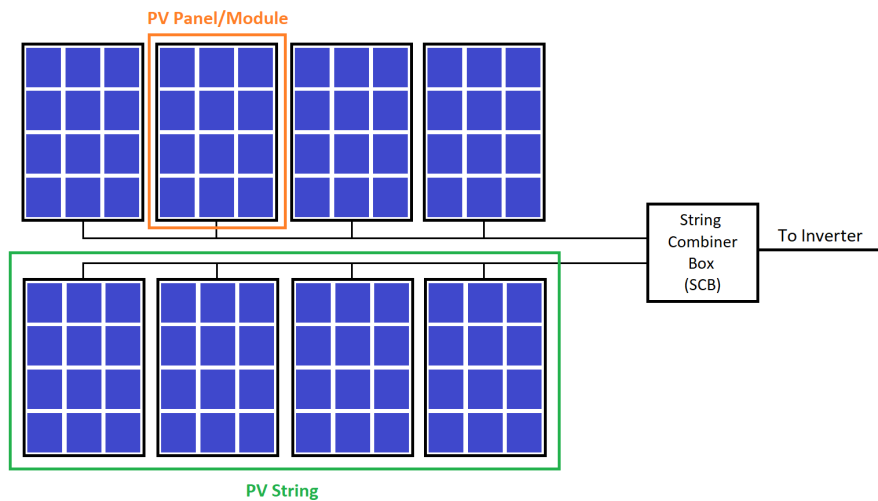 PV Panel/Module
String
Combiner
Box
(SCB)
To Inverter
PV String